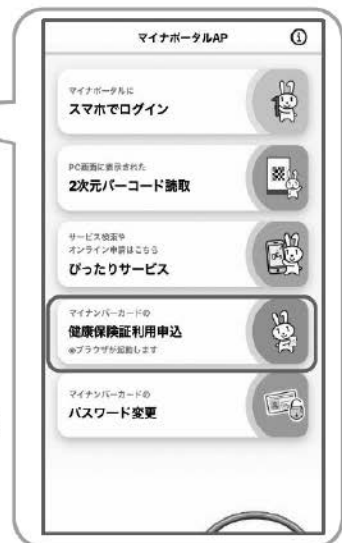 マイナポータルAP
マイナポータルに
スマホでログイン
PC画面に表示された
2次元バーコード読取
サービス検索や
オンライン申請はこちら
ぴったりサービス
マイナンバーカードの
健康保険証利用申込
※ブラウザが起動します
マイナンバーカードの
パスワード変更